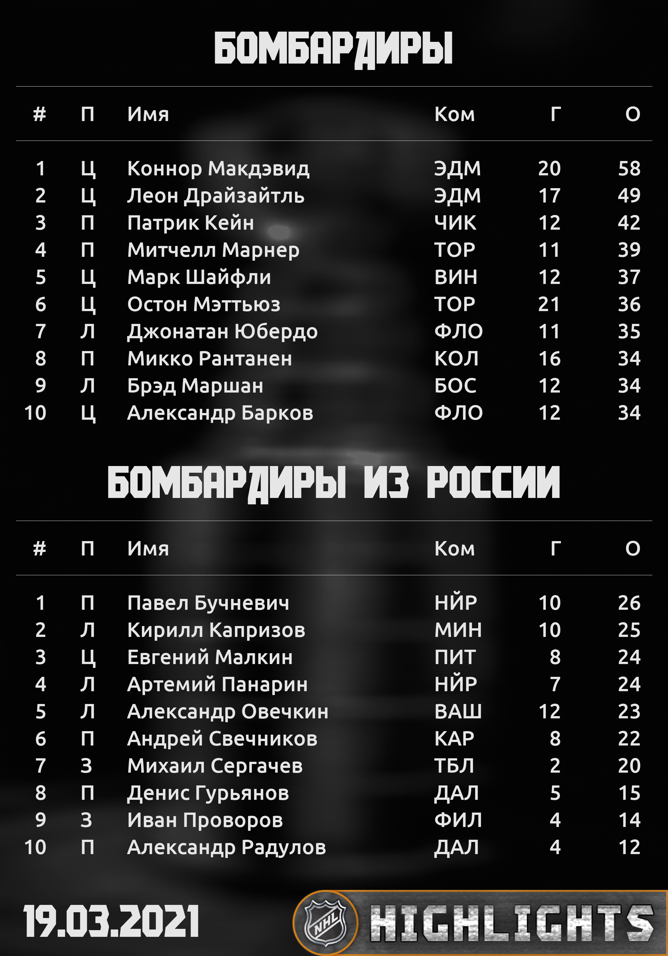 БОМБАРДИРЫ
# П Имя Ком Г О
1 Ц Коннор Макдэвид ЭДМ 20 58
2 Ц Леон Драйзайтль ЭДМ 17 49
3 П Патрик Кейн ЧИК 12 42
4 П Митчелл Марнер ТОР 11 39
5 Ц Марк Шайфли ВИН 12 37
6 Ц Остон Мэттьюз ТОР 21 36
7 Л Джонатан Юбердо ФЛО 11 35
8 П Микко Рантанен КОЛ 16 34
9 Л Брэд Маршан БОС 12 34
10 Ц Александр Барков ФЛО 12 34
БОМБАРДИРЫ ИЗ РОССИИ
# П Имя Ком Г О
1 П Павел Бучневич НЙР 10 26
2 Л Кирилл Капризов МИН 10 25
3 Ц Евгений Малкин ПИТ 8 24
4 Л Артемий Панарин НЙР 7 24
5 Л Александр Овечкин ВАШ 12 23
6 П Андрей Свечников КАР 8 22
7 З Михаил Сергачев ТБЛ 2 20
8 П Денис Гурьянов ДАЛ 5 15
9 З Иван Проворов ФИЛ 4 14
10 П Александр Радулов ДАЛ 4 12
19.03.2021 NHL HIGHLIGHTS